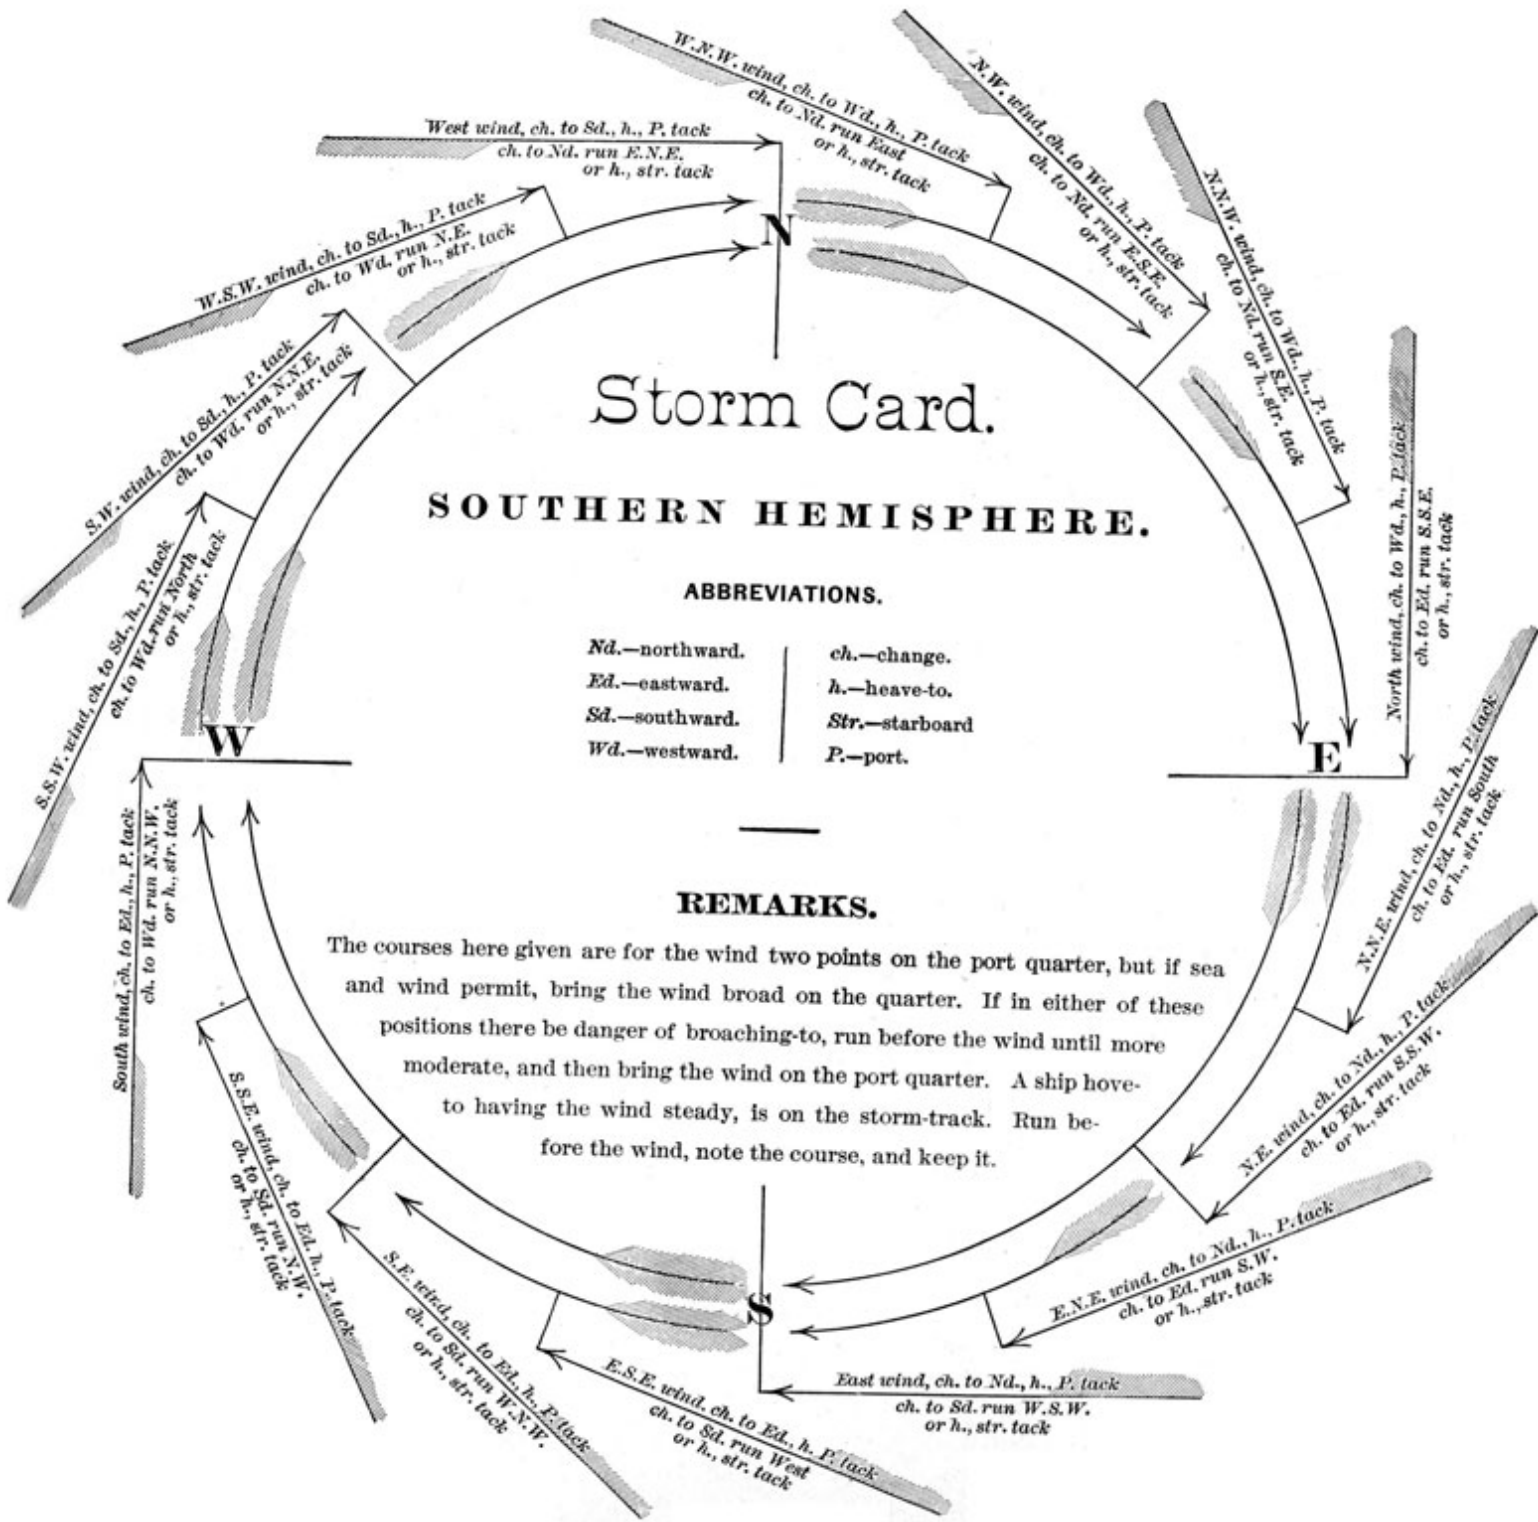 W.N.W. wind, ch. to Wd., h., P. tack
ch. to Nd. run East
or h., str. tack
N.W. wind, ch. to Wd., h., P. tack
ch. to Nd. run E.S.E.
or h., str. tack
N.N.W. wind, ch. to Wd., h., P. tack
ch. to Nd. run S.E.
or h., str. tack
North wind, ch. to Wd., h., P. tack
ch. to Ed. run S.S.E.
or h., str. tack
N.N.E. wind, ch. to Nd., h., P. tack
ch. to Ed. run South
or h., str. tack
N.E. wind, ch. to Nd., h., P. tack
ch. to Ed. run S.S.W.
or h., str. tack
E.N.E. wind, ch. to Nd., h., P. tack
ch. to Ed. run S.W.
or h., str. tack
East wind, ch. to Nd., h., P. tack
ch. to Sd. run W.S.W.
or h., str. tack
E.S.E. wind, ch. to Ed., h. P. tack
ch. to Sd. run West
or h., str. tack
S.E. wind, ch. to Ed., h., P. tack
ch. to Sd. run W.N.W.
or h., str. tack
S.S.E. wind, ch. to Ed. h., P. tack
ch. to Sd. run N.W.
or h., str. tack
South wind, ch. to Ed., h., P. tack
ch. to Wd. run N.N.W.
or h., str. tack
S.S.W. wind, ch. to Sd., h., P. tack
ch. to Wd. run North
or h., str. tack
S.W. wind, ch. to Sd., h., P. tack
ch. to Wd. run N.N.E.
or h., str. tack
W.S.W. wind, ch. to Sd., h., P. tack
ch. to Wd. run N.E.
or h., str. tack
West wind, ch. to Sd., h., P. tack
ch. to Nd. run E.N.E.
or h., str. tack
N
Storm Card.
SOUTHERN HEMISPHERE.
ABBREVIATIONS.
Nd.—northward.
Ed.—eastward.
Sd.—southward.
Wd.—westward.
ch.—change.
h.—heave-to.
Str.—starboard
P.—port.
W
E
REMARKS.
The courses here given are for the wind two points on the port quarter, but if sea
and wind permit, bring the wind broad on the quarter. If in either of these
positions there be danger of broaching-to, run before the wind until more
moderate, and then bring the wind on the port quarter. A ship hove-
to having the wind steady, is on the storm-track. Run be-
fore the wind, note the course, and keep it.
S